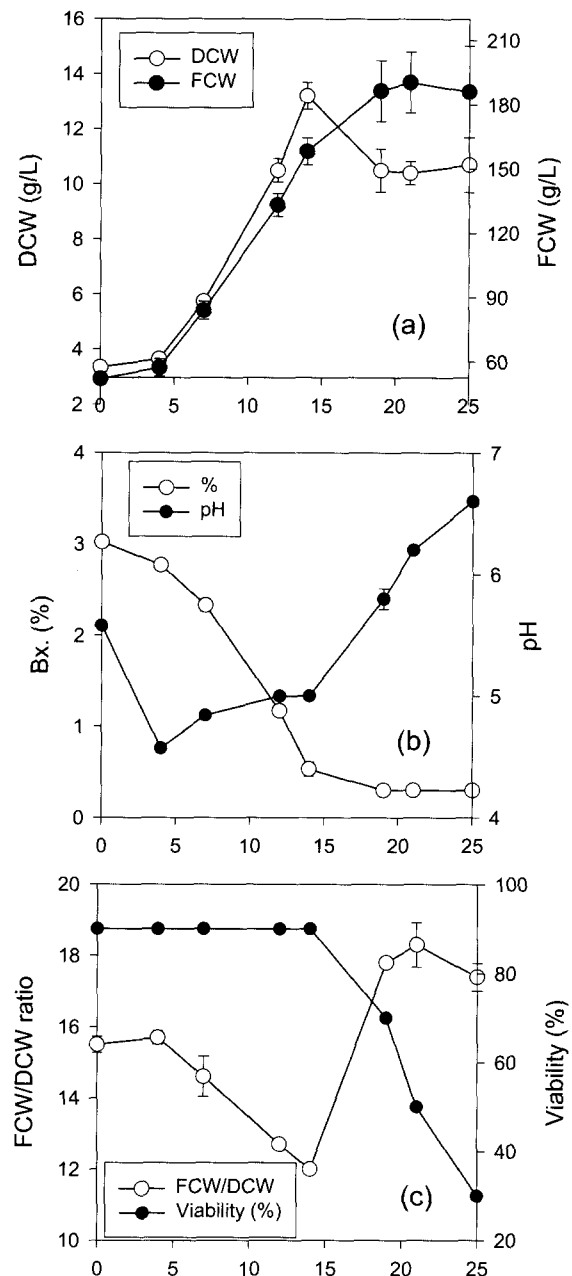 16
14
12
10
8
6
4
2
DCW (g/L)
DCW
FCW
210
180
150
120
90
60
FCW (g/L)
(a)
0 5 10 15 20 25
4
3
2
1
0
Bx. (%)
%
pH
7
6
5
4
pH
(b)
0 5 10 15 20 25
20
18
16
14
12
10
FCW/DCW ratio
FCW/DCW
Viability (%)
100
80
60
40
20
Viability (%)
(c)
0 5 10 15 20 25